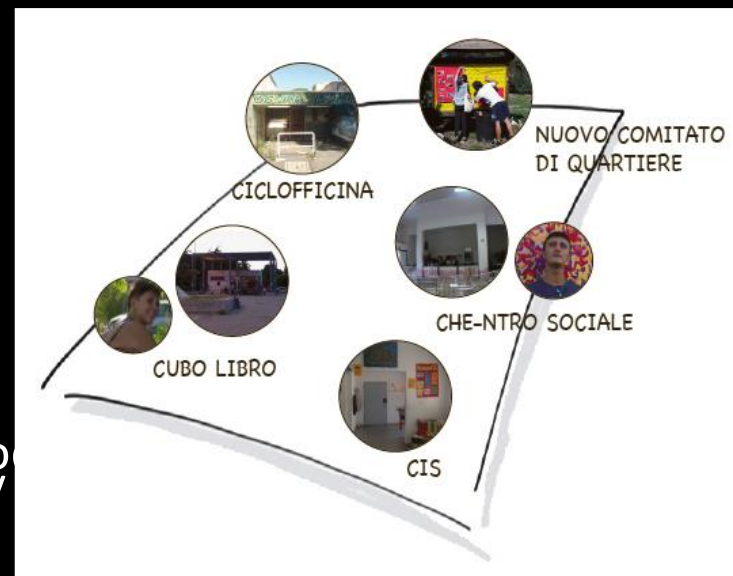 NUOVO COMITATO
DI QUARTIERE
CICLOFFICINA
CHE-NTRO SOCIALE
CUBO LIBRO
CIS